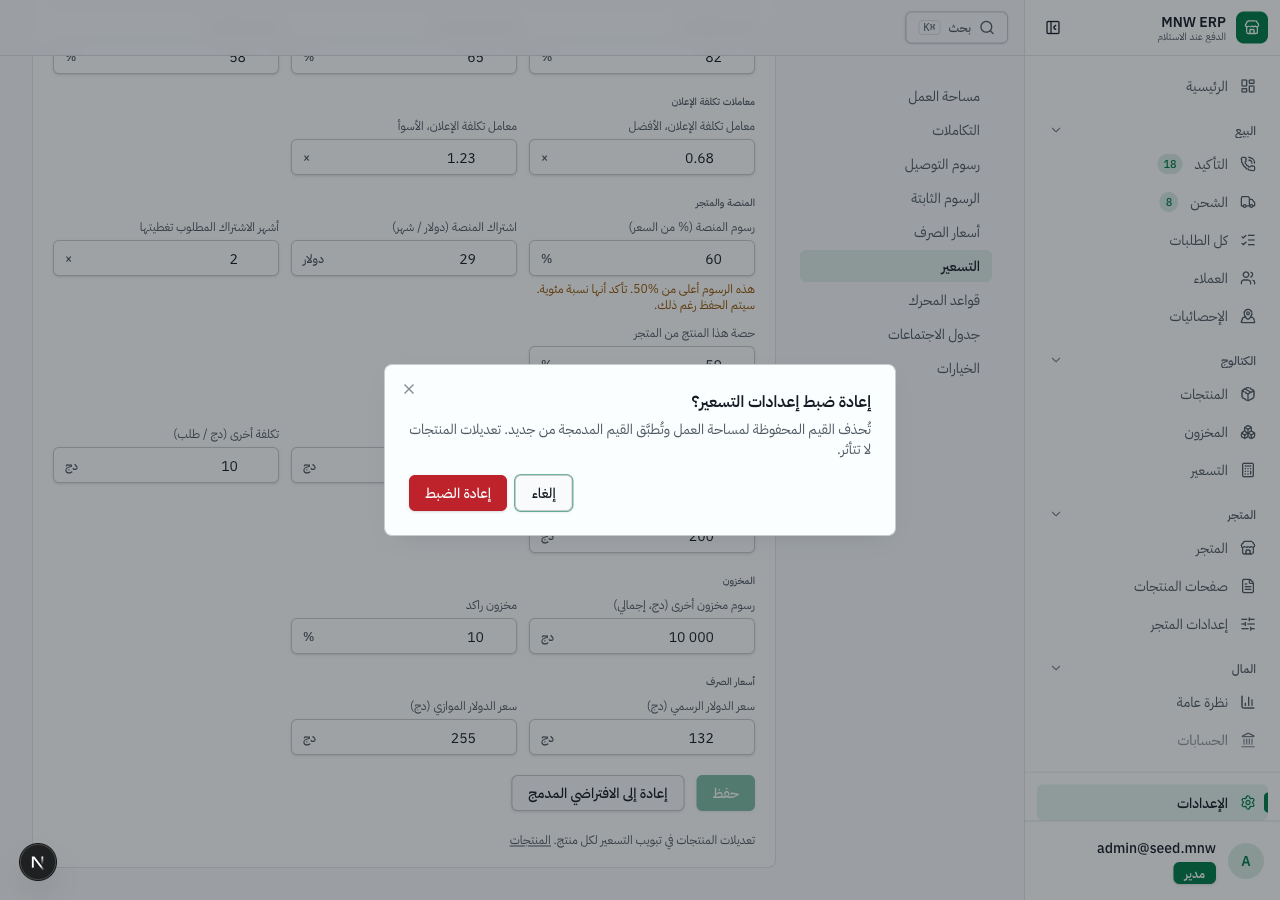 MNW ERP
الدفع عند الاستلام
بحث
⌘K
الرئيسية
البيع
التأكيد
18
الشحن
8
كل الطلبات
العملاء
الإحصائيات
الكتالوج
المنتجات
المخزون
التسعير
المتجر
المتجر
صفحات المنتجات
إعدادات المتجر
المال
نظرة عامة
الحسابات
الإعدادات
admin@seed.mnw
مدير
A
مساحة العمل
التكاملات
رسوم التوصيل
الرسوم الثابتة
أسعار الصرف
التسعير
قواعد المحرك
جدول الاجتماعات
الخيارات
82 %
65 %
58 %
معاملات تكلفة الإعلان
معامل تكلفة الإعلان، الأفضل
معامل تكلفة الإعلان، الأسوأ
0.68 ×
1.23 ×
المنصة والمتجر
رسوم المنصة (% من السعر)
اشتراك المنصة (دولار / شهر)
أشهر الاشتراك المطلوب تغطيتها
60 %
29 دولار
2 ×
هذه الرسوم أعلى من 50%. تأكد أنها نسبة مئوية.
سيتم الحفظ رغم ذلك.
حصة هذا المنتج من المتجر
50 %
إعادة ضبط إعدادات التسعير؟
تُحذف القيم المحفوظة لمساحة العمل وتُطبَّق القيم المدمجة من جديد. تعديلات المنتجات
لا تتأثر.
إلغاء
إعادة الضبط
تكلفة أخرى (دج / طلب)
دج
10 دج
200 دج
المخزون
رسوم مخزون أخرى (دج، إجمالي)
مخزون راكد
10 000 دج
10 %
أسعار الصرف
سعر الدولار الرسمي (دج)
سعر الدولار الموازي (دج)
132 دج
255 دج
حفظ
إعادة إلى الافتراضي المدمج
تعديلات المنتجات في تبويب التسعير لكل منتج. المنتجات
N